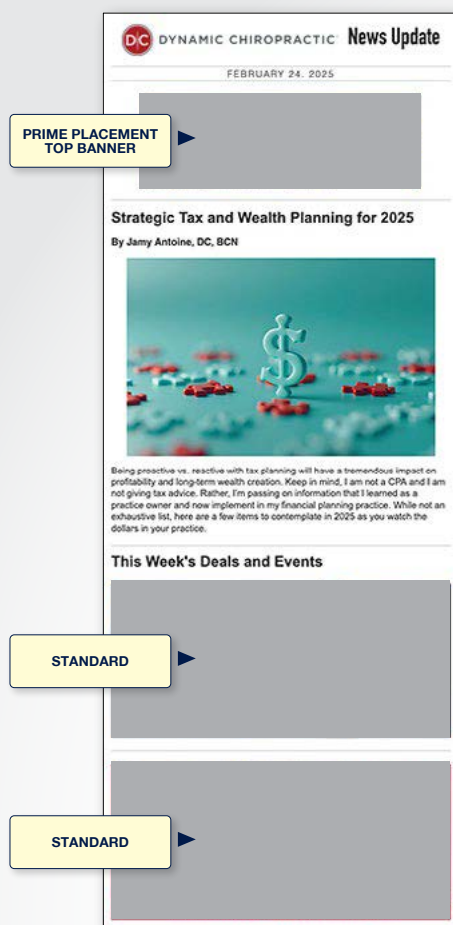 DC DYNAMIC CHIROPRACTIC News Update
FEBRUARY 24, 2025
PRIME PLACEMENT
TOP BANNER
Strategic Tax and Wealth Planning for 2025
By Jamy Antoine, DC, BCN
$
Being proactive vs. reactive with tax planning will have a tremendous impact on
profitability and long-term wealth creation. Keep in mind, I am not a CPA and I am
not giving tax advice. Rather, I'm passing on information that I learned as a
practice owner and now implement in my financial planning practice. While not an
exhaustive list, here are a few items to contemplate in 2025 as you watch the
dollars in your practice.
This Week's Deals and Events
STANDARD
STANDARD